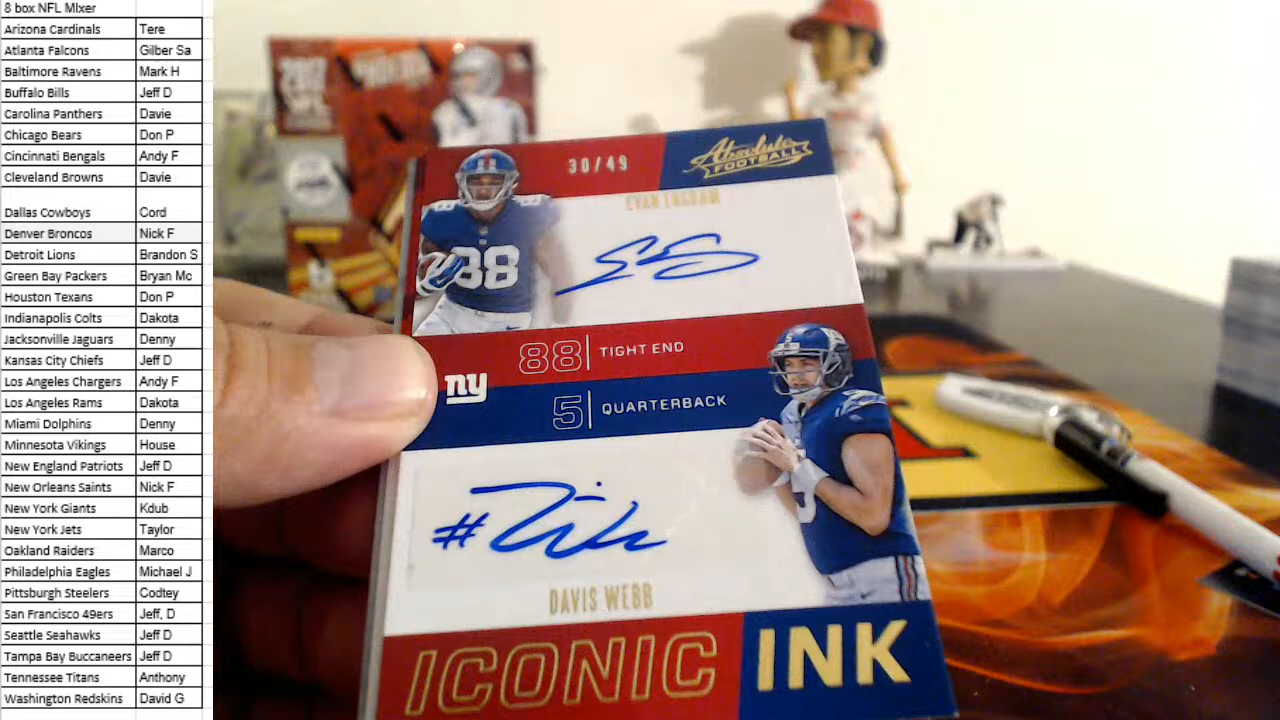 8 box NFL MIxer
Arizona Cardinals Tere
Atlanta Falcons Gilber Sa
Baltimore Ravens Mark H
Buffalo Bills Jeff D
Carolina Panthers Davie
Chicago Bears Don P
Cincinnati Bengals Andy F
Cleveland Browns Davie
Dallas Cowboys Cord
Denver Broncos Nick F
Detroit Lions Brandon S
Green Bay Packers Bryan Mc
Houston Texans Don P
Indianapolis Colts Dakota
Jacksonville Jaguars Denny
Kansas City Chiefs Jeff D
Los Angeles Chargers Andy F
Los Angeles Rams Dakota
Miami Dolphins Denny
Minnesota Vikings House
New England Patriots Jeff D
New Orleans Saints Nick F
New York Giants Kdub
New York Jets Taylor
Oakland Raiders Marco
Philadelphia Eagles Michael J
Pittsburgh Steelers Codtey
San Francisco 49ers Jeff, D
Seattle Seahawks Jeff D
Tampa Bay Buccaneers Jeff D
Tennessee Titans Anthony
Washington Redskins David G
2017
30/49
Absolute
FOOTBALL
EVAN ENGRAM
88
88 TIGHT END
ny
5 QUARTERBACK
5
DAVIS WEBB
ICONIC INK